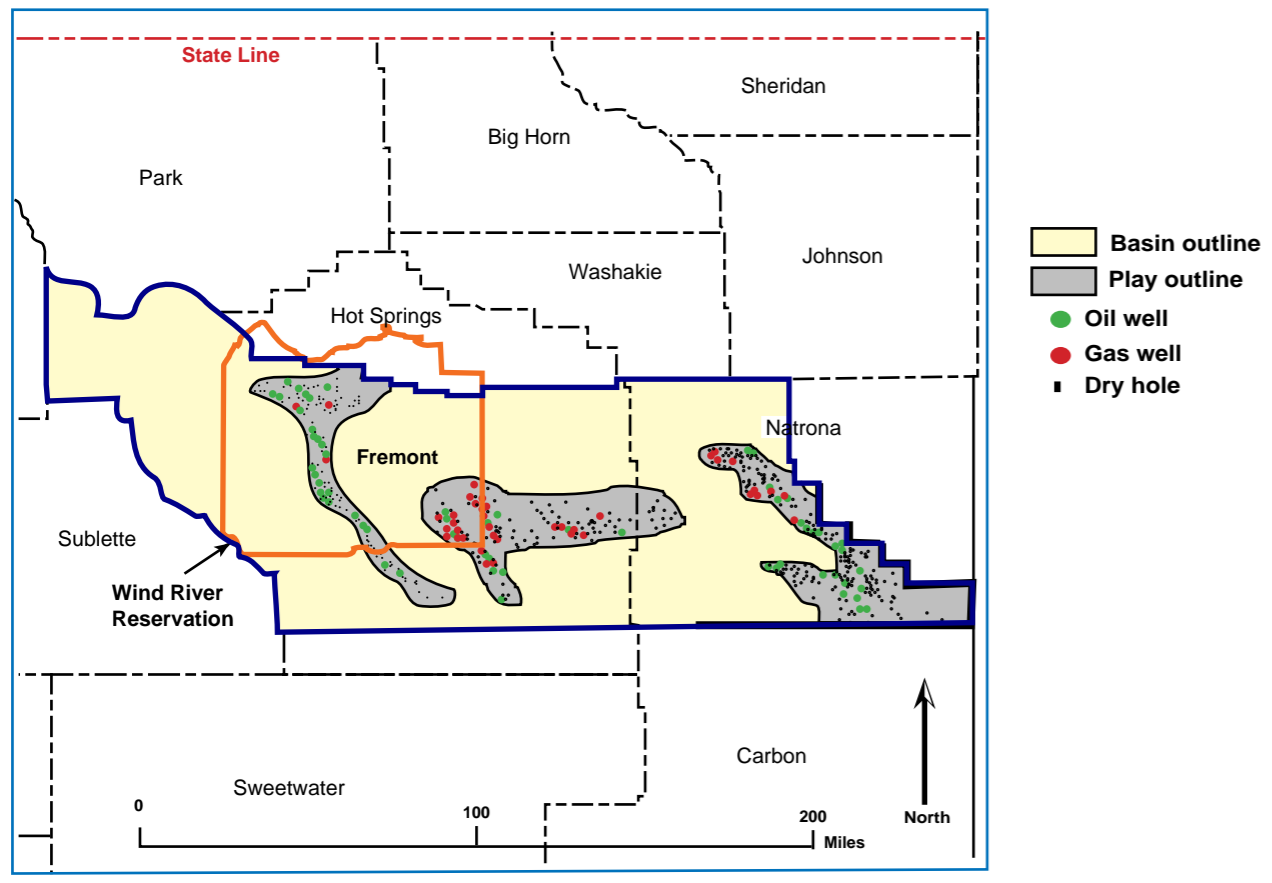 State Line
Sheridan
Big Horn
Park
Johnson
Washakie
Hot Springs
Natrona
Fremont
Sublette
Wind River
Reservation
Carbon
Sweetwater
0
100
200
Miles
North
Basin outline
Play outline
Oil well
Gas well
Dry hole